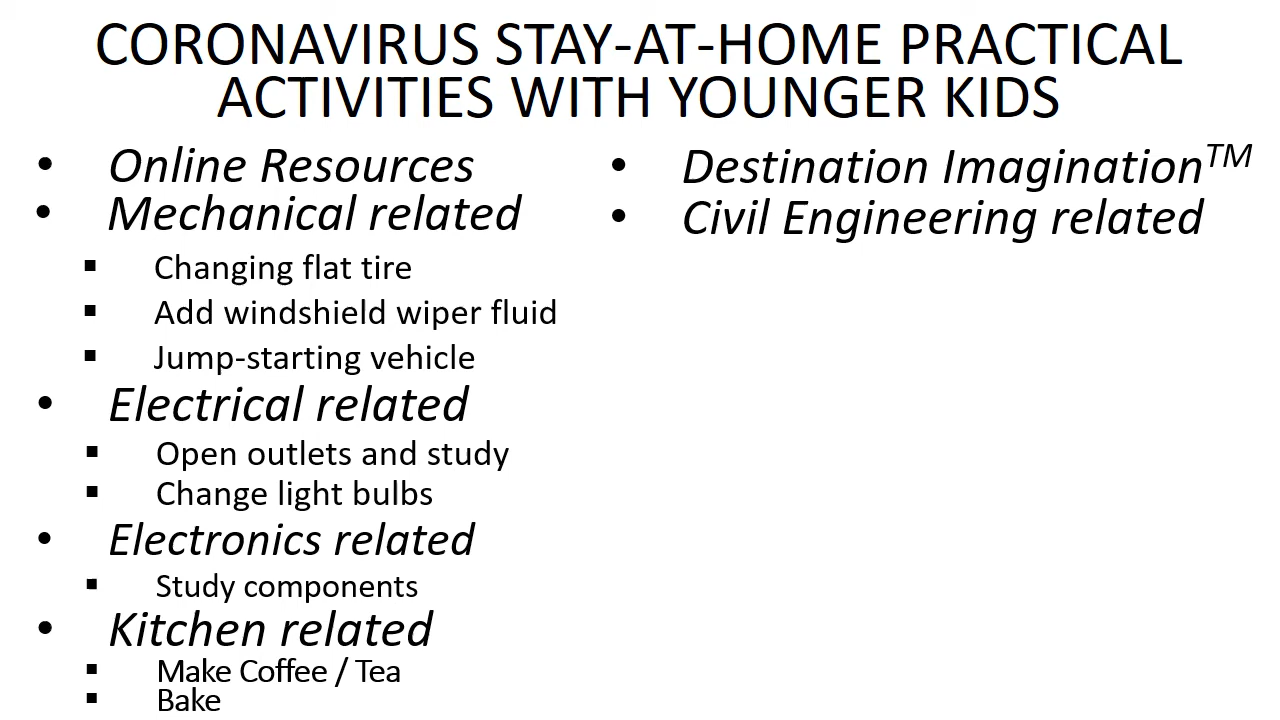 CORONAVIRUS STAY-AT-HOME PRACTICAL
ACTIVITIES WITH YOUNGER KIDS
• Online Resources
• Mechanical related
▪ Changing flat tire
▪ Add windshield wiper fluid
▪ Jump-starting vehicle
• Electrical related
▪ Open outlets and study
▪ Change light bulbs
• Electronics related
▪ Study components
• Kitchen related
▪ Make Coffee / Tea
▪ Bake
• Destination Imagination™
• Civil Engineering related